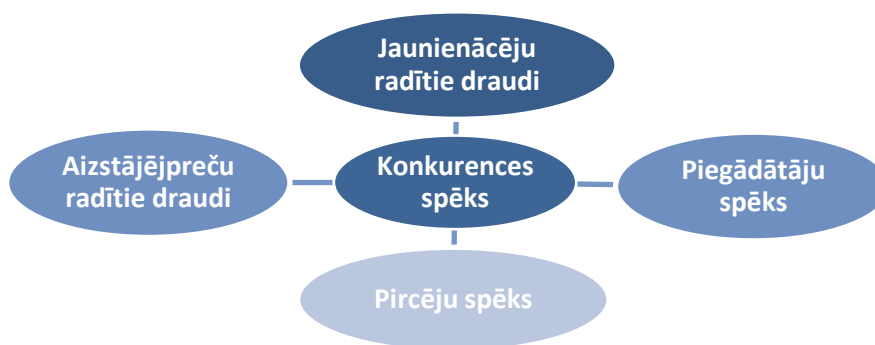 Jaunienācēju
radītie draudi
Aizstājējpreču
radītie draudi
Konkurences
spēks
Piegādātāju
spēks
Pircēju spēks